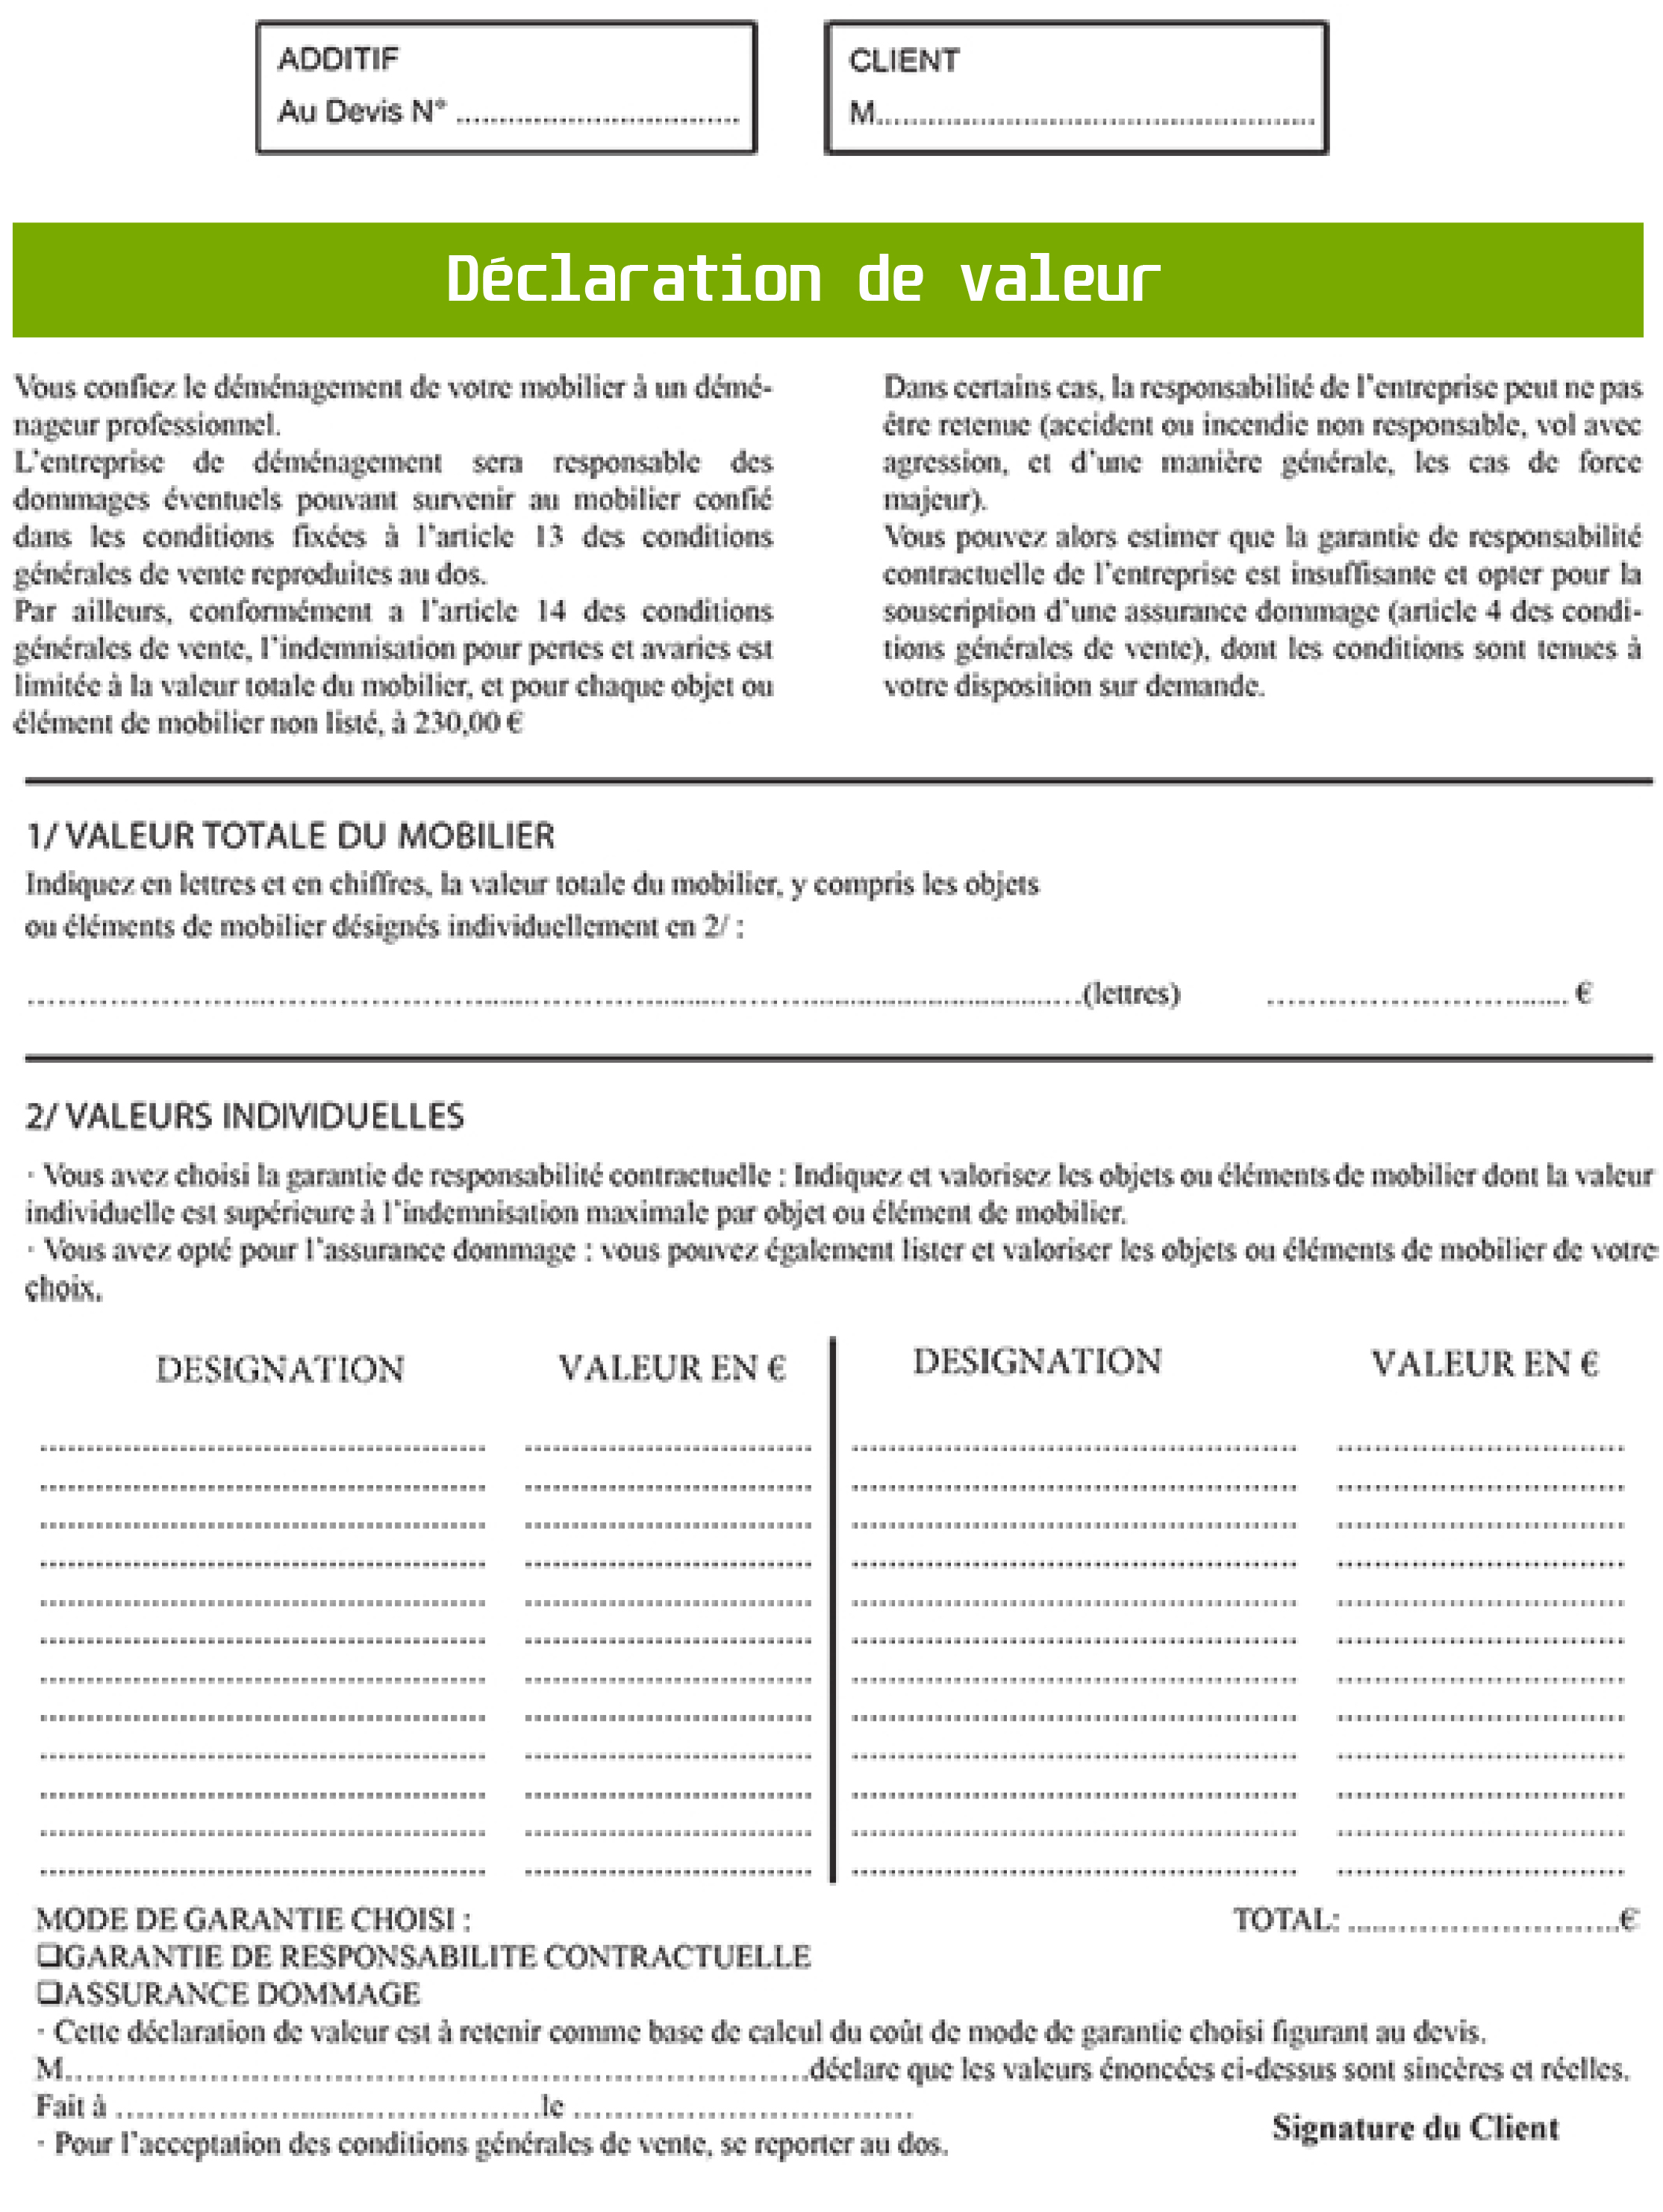 ADDITIF
Au Devis N° .................................
CLIENT
M....................................................
Déclaration de valeur
Vous confiez le déménagement de votre mobilier à un démé-
nageur professionnel.
L'entreprise de déménagement sera responsable des
dommages éventuels pouvant survenir au mobilier confié
dans les conditions fixées à l'article 13 des conditions
générales de vente reproduites au dos.
Par ailleurs, conformément a l'article 14 des conditions
générales de vente, l'indemnisation pour pertes et avaries est
limitée à la valeur totale du mobilier, et pour chaque objet ou
élément de mobilier non listé, à 230,00 €
Dans certains cas, la responsabilité de l'entreprise peut ne pas
être retenue (accident ou incendie non responsable, vol avec
agression, et d'une manière générale, les cas de force
majeur).
Vous pouvez alors estimer que la garantie de responsabilité
contractuelle de l'entreprise est insuffisante et opter pour la
souscription d'une assurance dommage (article 4 des condi-
tions générales de vente), dont les conditions sont tenues à
votre disposition sur demande.
1/ VALEUR TOTALE DU MOBILIER
Indiquez en lettres et en chiffres, la valeur totale du mobilier, y compris les objets
ou éléments de mobilier désignés individuellement en 2/ :
....................................................................................................(lettres) .............................. €
2/ VALEURS INDIVIDUELLES
· Vous avez choisi la garantie de responsabilité contractuelle : Indiquez et valorisez les objets ou éléments de mobilier dont la valeur
individuelle est supérieure à l'indemnisation maximale par objet ou élément de mobilier.
· Vous avez opté pour l'assurance dommage : vous pouvez également lister et valoriser les objets ou éléments de mobilier de votre
choix.
DESIGNATION VALEUR EN € DESIGNATION VALEUR EN €
MODE DE GARANTIE CHOISI :
TOTAL: ..............................€
❑GARANTIE DE RESPONSABILITE CONTRACTUELLE
❑ASSURANCE DOMMAGE
· Cette déclaration de valeur est à retenir comme base de calcul du coût de mode de garantie choisi figurant au devis.
M......................................................................déclare que les valeurs énoncées ci-dessus sont sincères et réelles.
Fait à ..........................................le .................................
· Pour l'acceptation des conditions générales de vente, se reporter au dos.
Signature du Client